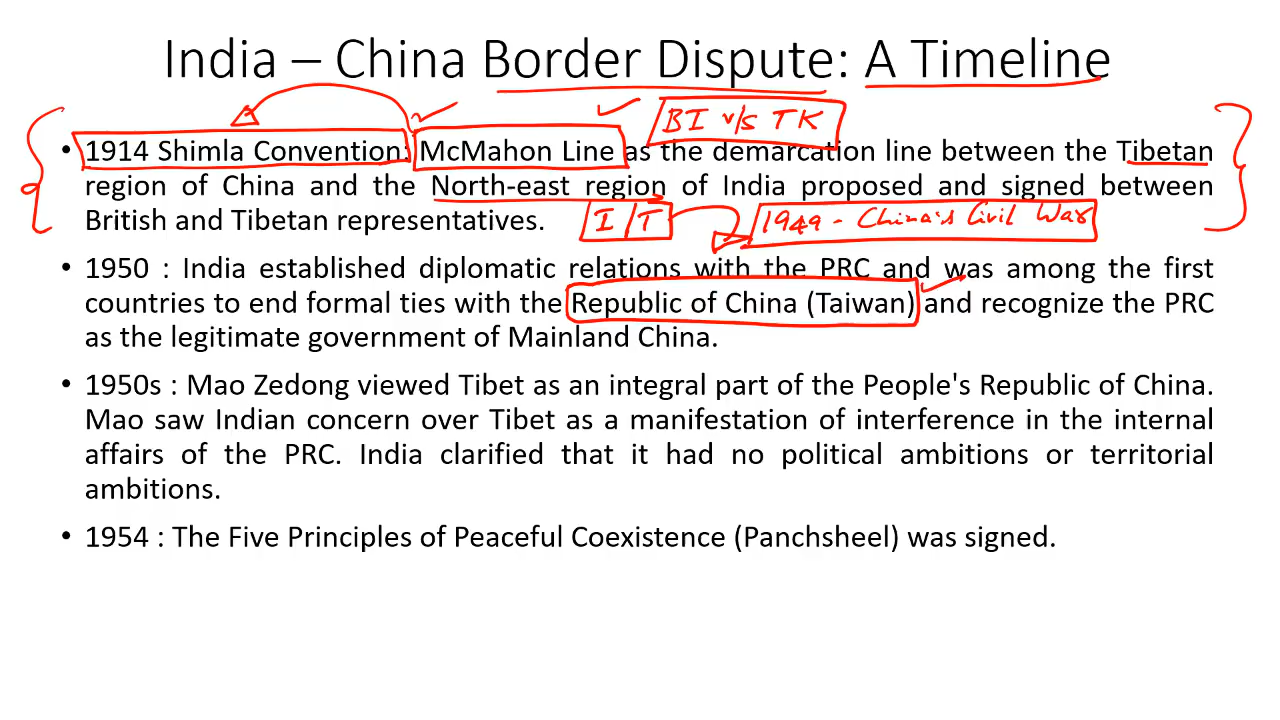 India – China Border Dispute: A Timeline
BI v/s TK
• 1914 Shimla Convention: McMahon Line as the demarcation line between the Tibetan
region of China and the North-east region of India proposed and signed between
British and Tibetan representatives.
I/T
1949 - China's Civil War
• 1950 : India established diplomatic relations with the PRC and was among the first
countries to end formal ties with the Republic of China (Taiwan) and recognize the PRC
as the legitimate government of Mainland China.
• 1950s : Mao Zedong viewed Tibet as an integral part of the People's Republic of China.
Mao saw Indian concern over Tibet as a manifestation of interference in the internal
affairs of the PRC. India clarified that it had no political ambitions or territorial
ambitions.
• 1954 : The Five Principles of Peaceful Coexistence (Panchsheel) was signed.